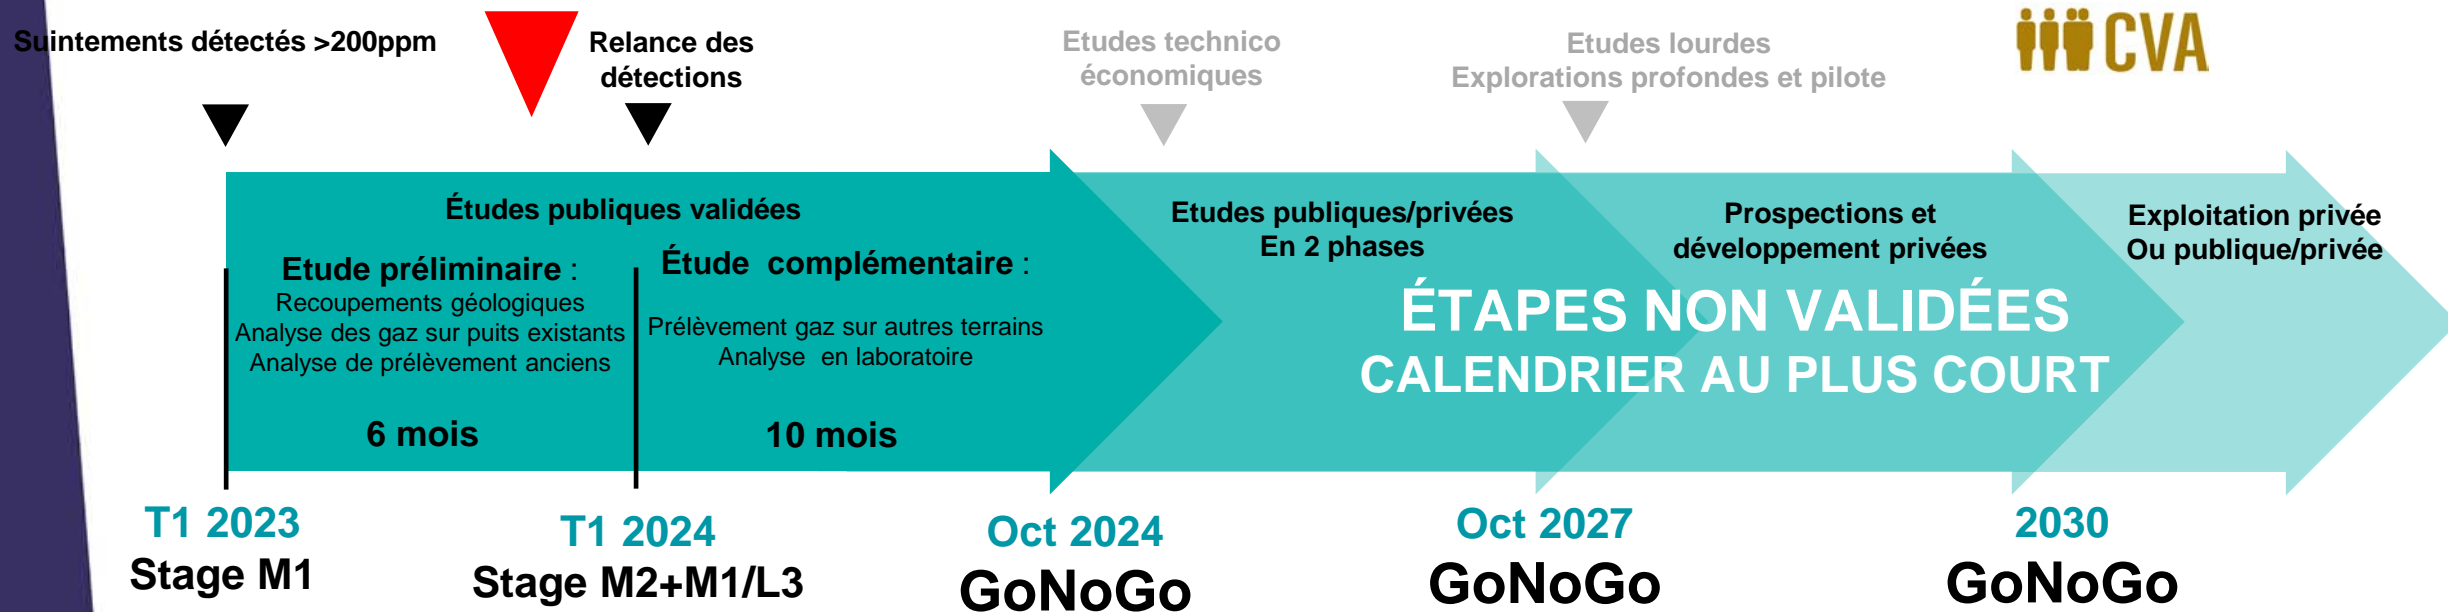 Suintements détectés >200ppm
Relance des
détections
Etudes technico
économiques
Etudes lourdes
Explorations profondes et pilote
CVA
Études publiques validées
Etude préliminaire :
Recoupements géologiques
Analyse des gaz sur puits existants
Analyse de prélèvement anciens
6 mois
Étude complémentaire :
Prélèvement gaz sur autres terrains
Analyse en laboratoire
10 mois
Etudes publiques/privées
En 2 phases
Prospections et
développement privées
Exploitation privée
Ou publique/privée
ÉTAPES NON VALIDÉES
CALENDRIER AU PLUS COURT
T1 2023
Stage M1
T1 2024
Stage M2+M1/L3
Oct 2024
GoNoGo
Oct 2027
GoNoGo
2030
GoNoGo